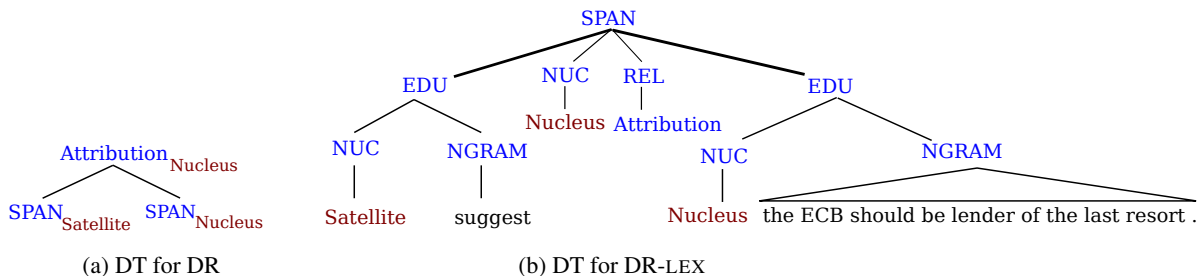 SPAN
EDU NUC REL EDU
Nucleus Attribution
Attribution Nucleus NUC NGRAM NUC NGRAM
SPAN Satellite SPAN Nucleus Satellite suggest Nucleus the ECB should be lender of the last resort .
(a) DT for DR (b) DT for DR-LEX